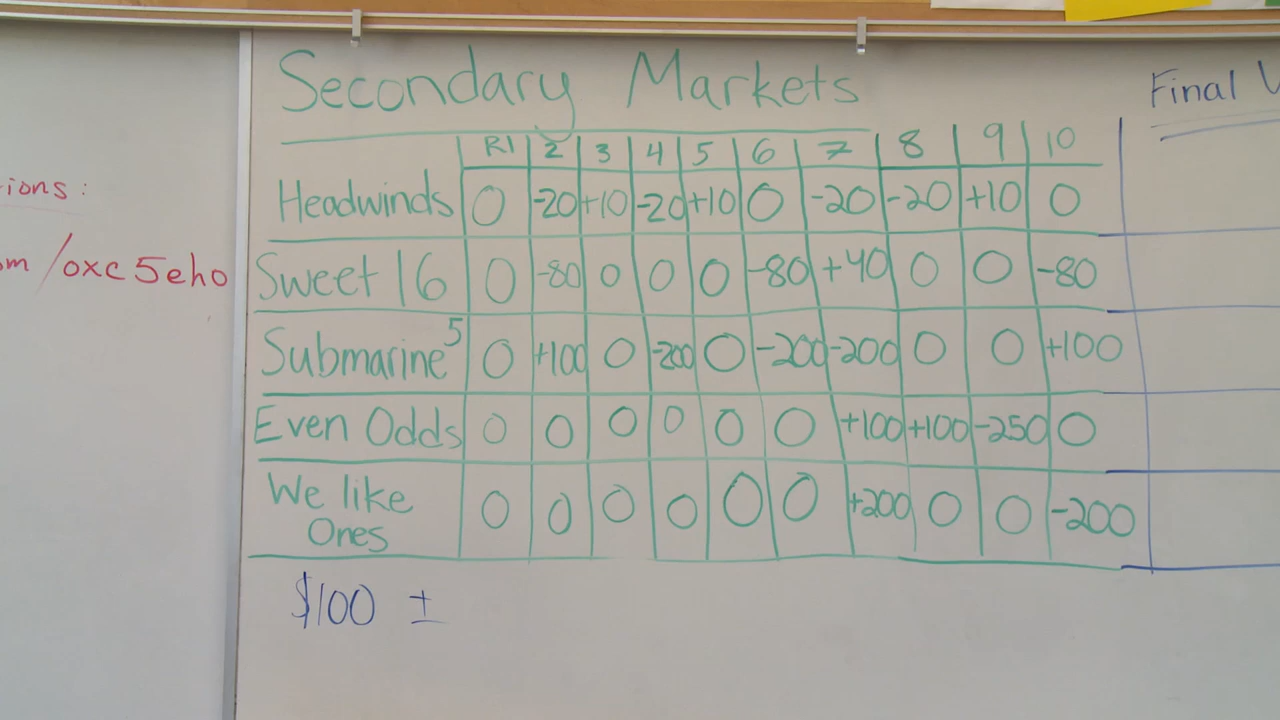 Secondary Markets
Final
R1 2 3 4 5 6 7 8 9 10
Headwinds 0 -20 +10 -20 +10 0 -20 -20 +10 0
ions:
Sweet 16 0 -80 0 0 0 -80 +40 0 0 -80
om/oxc5eho
Submarine⁵ 0 +100 0 -200 0 -200 -200 0 0 +100
Even Odds 0 0 0 0 0 0 +100 +100 -250 0
We like
Ones 0 0 0 0 0 0 +200 0 0 -200
$100 ±